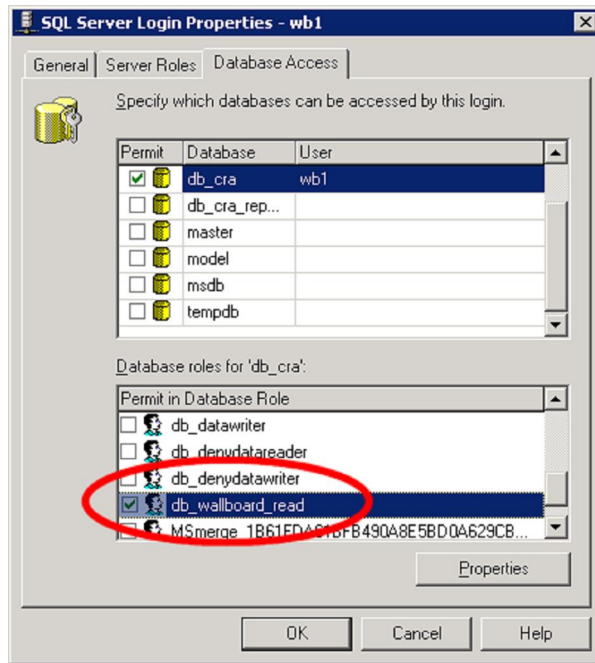 SQL Server Login Properties - wb1
General Server Roles Database Access
Specify which databases can be accessed by this login.
Permit Database User
db_cra wb1
db_cra_rep...
master
model
msdb
tempdb
Database roles for 'db_cra':
Permit in Database Role
db_datawriter
db_denydatareader
db_denydatawriter
db_wallboard_read
Properties
OK Cancel Help